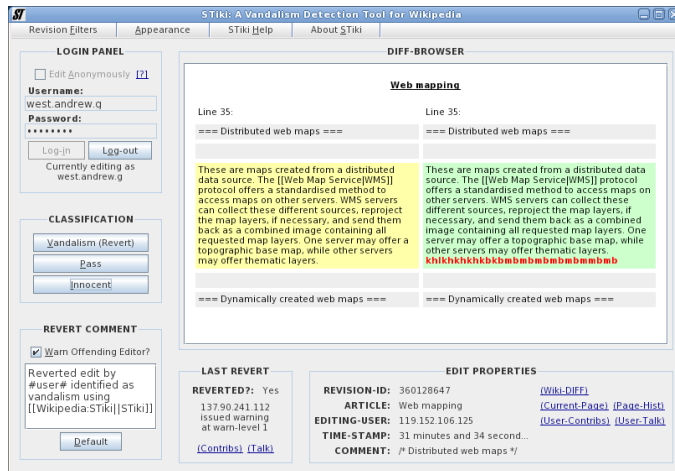 ST STiki: A Vandalism Detection Tool for Wikipedia
Revision Filters Appearance STiki Help About STiki
LOGIN PANEL
Edit Anonymously [?]
Username:
west.andrew.g
Password:
••••••••
Log-in Log-out
Currently editing as
west.andrew.g
CLASSIFICATION
Vandalism (Revert)
Pass
Innocent
REVERT COMMENT
Warn Offending Editor?
Reverted edit by
#user# identified as
vandalism using
[[Wikipedia:STiki||STiki]]
Default
DIFF-BROWSER
Web mapping
Line 35: Line 35:
=== Distributed web maps === === Distributed web maps ===
These are maps created from a distributed
data source. The [[Web Map Service|WMS]]
protocol offers a standardised method to
access maps on other servers. WMS servers
can collect these different sources, reproject
the map layers, if necessary, and send them
back as a combined image containing all
requested map layers. One server may offer a
topographic base map, while other servers
may offer thematic layers.
These are maps created from a distributed data
source. The [[Web Map Service|WMS]] protocol
offers a standardised method to access maps on
other servers. WMS servers can collect these
different sources, reproject the map layers, if
necessary, and send them back as a combined
image containing all requested map layers. One
server may offer a topographic base map, while
other servers may offer thematic layers.
khlkhkhkhkbkbmbmbmbmbmbmmbmb
=== Dynamically created web maps === === Dynamically created web maps ===
LAST REVERT
REVERTED?: Yes
137.90.241.112
issued warning
at warn-level 1
(Contribs) (Talk)
EDIT PROPERTIES
REVISION-ID: 360128647 (Wiki-DIFF)
ARTICLE: Web mapping (Current-Page) (Page-Hist)
EDITING-USER: 119.152.106.125 (User-Contribs) (User-Talk)
TIME-STAMP: 31 minutes and 34 second...
COMMENT: /* Distributed web maps */